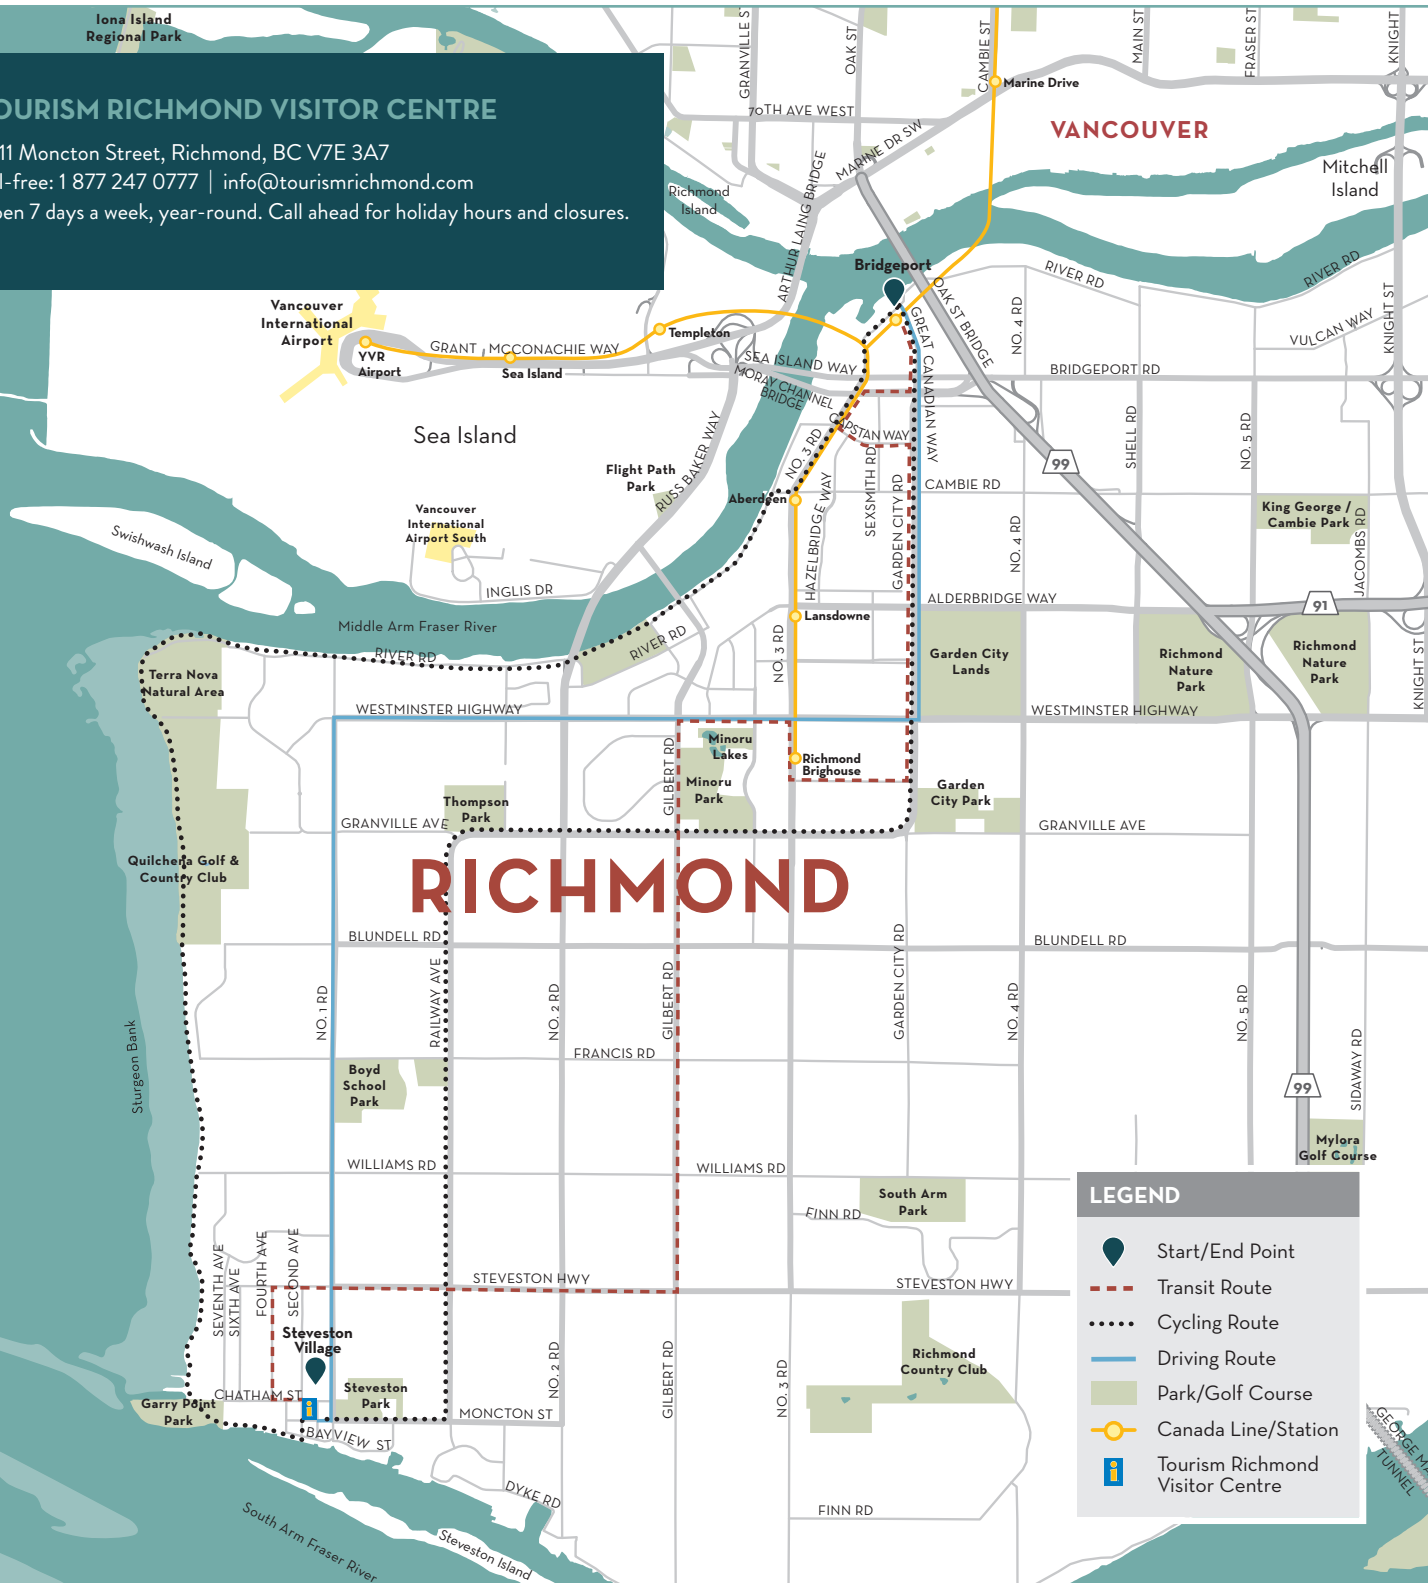 Iona Island
Regional Park
OURISM RICHMOND VISITOR CENTRE
11 Moncton Street, Richmond, BC V7E 3A7
l-free: 1 877 247 0777 | info@tourismrichmond.com
pen 7 days a week, year-round. Call ahead for holiday hours and closures.
GRANVILLE ST
OAK ST
CAMBIE ST
MAIN ST
FRASER ST
KNIGHT
Marine Drive
70TH AVE WEST
MARINE DR SW
VANCOUVER
Mitchell
Island
Richmond
Island
ARTHUR LAING BRIDGE
Bridgeport
RIVER RD
RIVER RD
OAK ST BRIDGE
GREAT CANADIAN WAY
NO. 4 RD
VULCAN WAY
KNIGHT ST
Vancouver
International
Airport
YVR
Airport
GRANT MCCONACHIE WAY
Sea Island
Templeton
SEA ISLAND WAY
MORAY CHANNEL
BRIDGE
BRIDGEPORT RD
Sea Island
CAPSTAN WAY
NO. 3 RD
SHELL RD
NO. 5 RD
99
RUSS BAKER WAY
Flight Path
Park
Aberdeen
HAZELBRIDGE WAY
SEXSMITH RD
GARDEN CITY RD
CAMBIE RD
NO. 4 RD
King George /
Cambie Park
JACOMBS RD
Vancouver
International
Airport South
Swishwash Island
INGLIS DR
ALDERBRIDGE WAY
91
Lansdowne
Middle Arm Fraser River
RIVER RD
RIVER RD
NO. 3 RD
Garden City
Lands
Richmond
Nature
Park
Richmond
Nature
Park
KNIGHT ST
Terra Nova
Natural Area
WESTMINSTER HIGHWAY
WESTMINSTER HIGHWAY
GILBERT RD
Minoru
Lakes
Minoru
Park
Richmond
Brighouse
Garden
City Park
Thompson
Park
GRANVILLE AVE
GRANVILLE AVE
Quilchena Golf &
Country Club
RICHMOND
BLUNDELL RD
BLUNDELL RD
NO. 1 RD
RAILWAY AVE
NO. 2 RD
GILBERT RD
GARDEN CITY RD
NO. 4 RD
NO. 5 RD
SIDAWAY RD
Sturgeon Bank
FRANCIS RD
Boyd
School
Park
99
Mylora
Golf Course
WILLIAMS RD
WILLIAMS RD
South Arm
Park
FINN RD
SEVENTH AVE
SIXTH AVE
FOURTH AVE
SECOND AVE
STEVESTON HWY
STEVESTON HWY
Steveston
Village
NO. 2 RD
GILBERT RD
NO. 3 RD
Richmond
Country Club
CHATHAM ST
Garry Point
Park
i
Steveston
Park
MONCTON ST
BAYVIEW ST
DYKE RD
FINN RD
South Arm Fraser River
Steveston Island
GEORGE MA
TUNNEL
LEGEND
Start/End Point
Transit Route
Cycling Route
Driving Route
Park/Golf Course
Canada Line/Station
i
Tourism Richmond
Visitor Centre